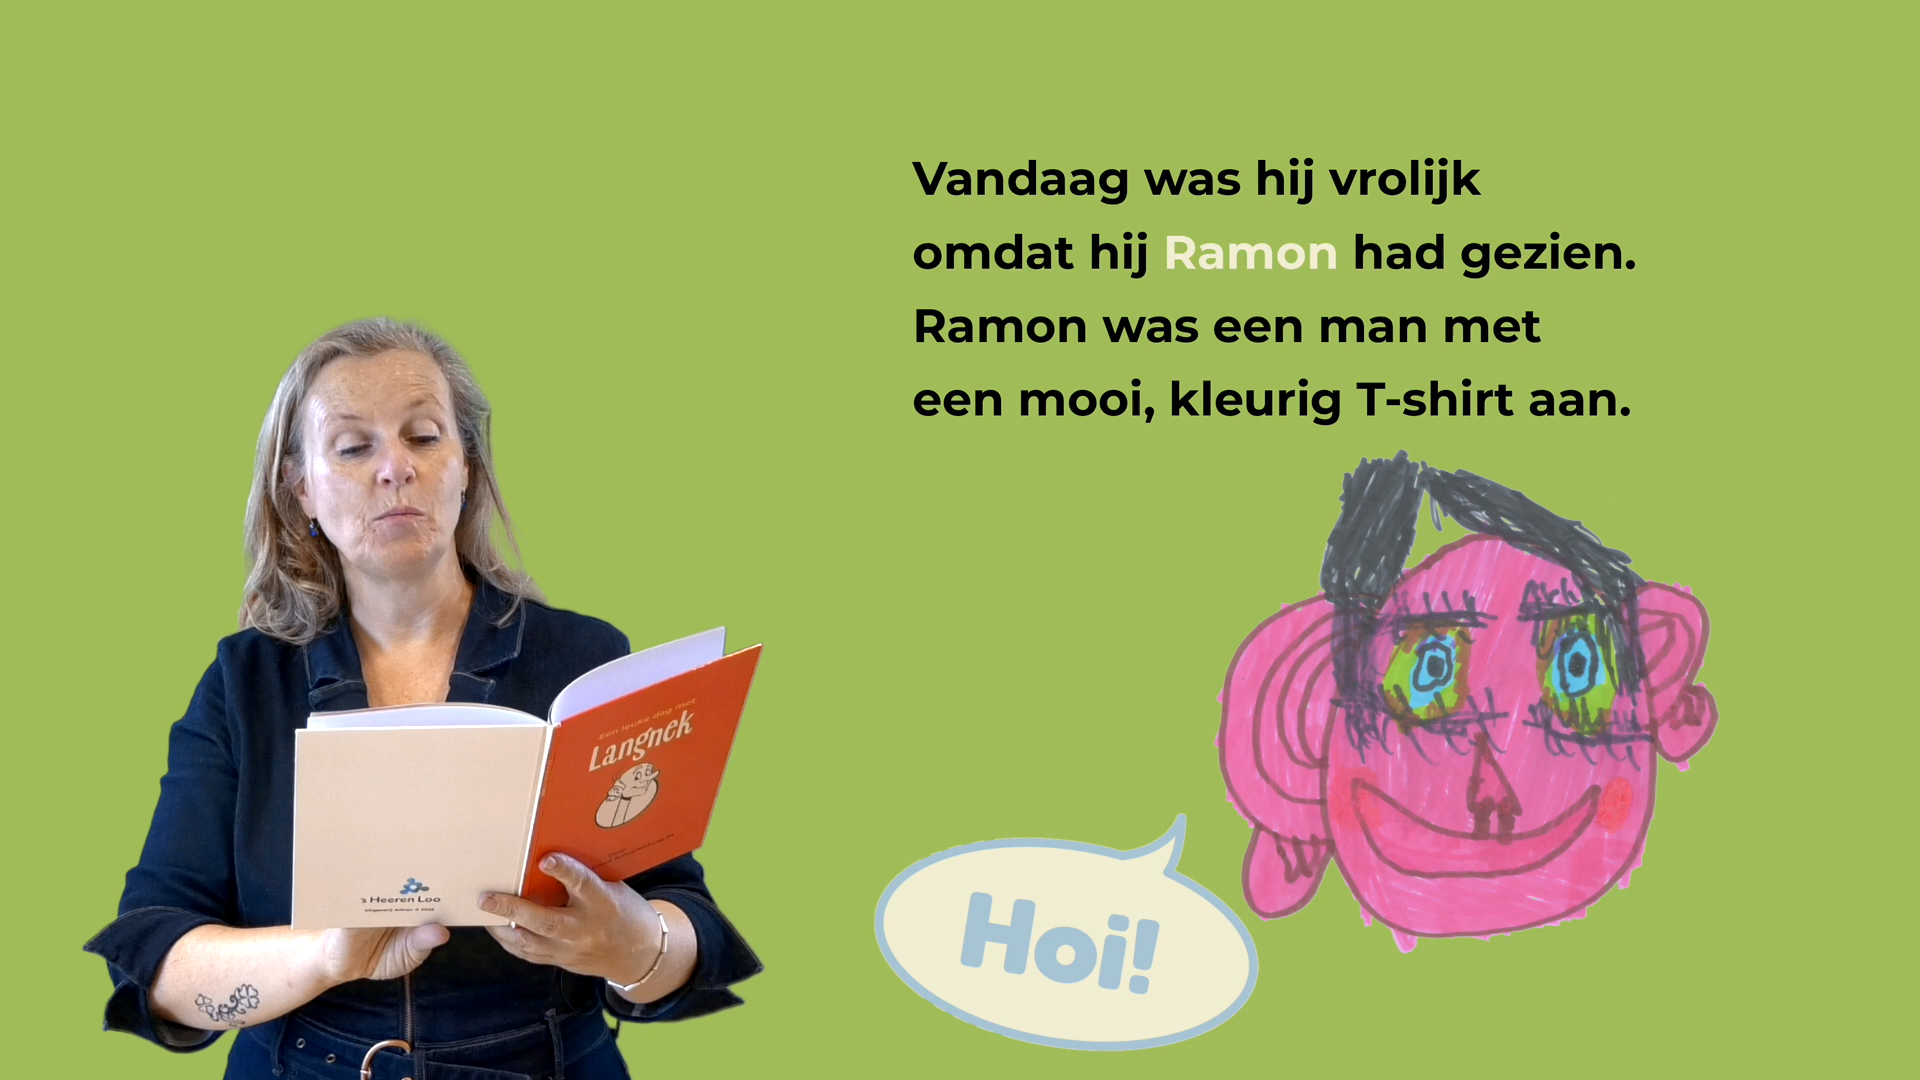 Vandaag was hij vrolijk
omdat hij Ramon had gezien.
Ramon was een man met
een mooi, kleurig T-shirt aan.
Een leuke dag met
Langnek
's Heeren Loo
Hoi!